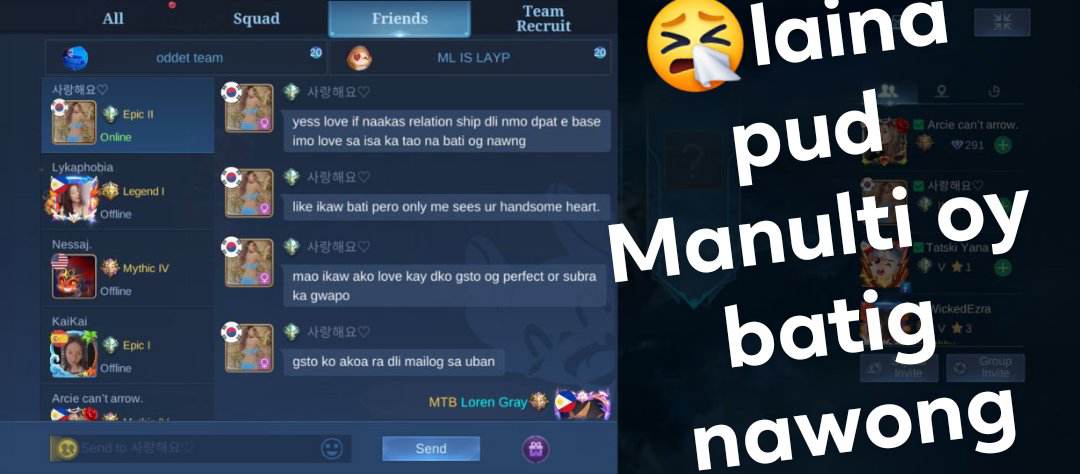 All
Squad
Friends
Team
Recruit
oddet team
20
ML IS LAYP
20
사랑해요♡
Epic II
Online
Lykaphobia
Legend I
Offline
Nessaj.
Mythic IV
Offline
KaiKai
Epic I
Offline
Arcie can't arrow.
사랑해요♡
yess love if naakas relation ship dli nmo dpat e base
imo love sa isa ka tao na bati og nawng
사랑해요♡
like ikaw bati pero only me sees ur handsome heart.
사랑해요♡
mao ikaw ako love kay dko gsto og perfect or subra
ka gwapo
사랑해요♡
gsto ko akoa ra dli mailog sa uban
MTB Loren Gray
Send to 사랑해요♡
Send
🤧laina
pud
Manulti oy
batig
nawong
Arcie can't arrow.
291
사랑해요♡
Tatski Yana
V ★1
WickedEzra
V ★3
Invite
Group
Invite